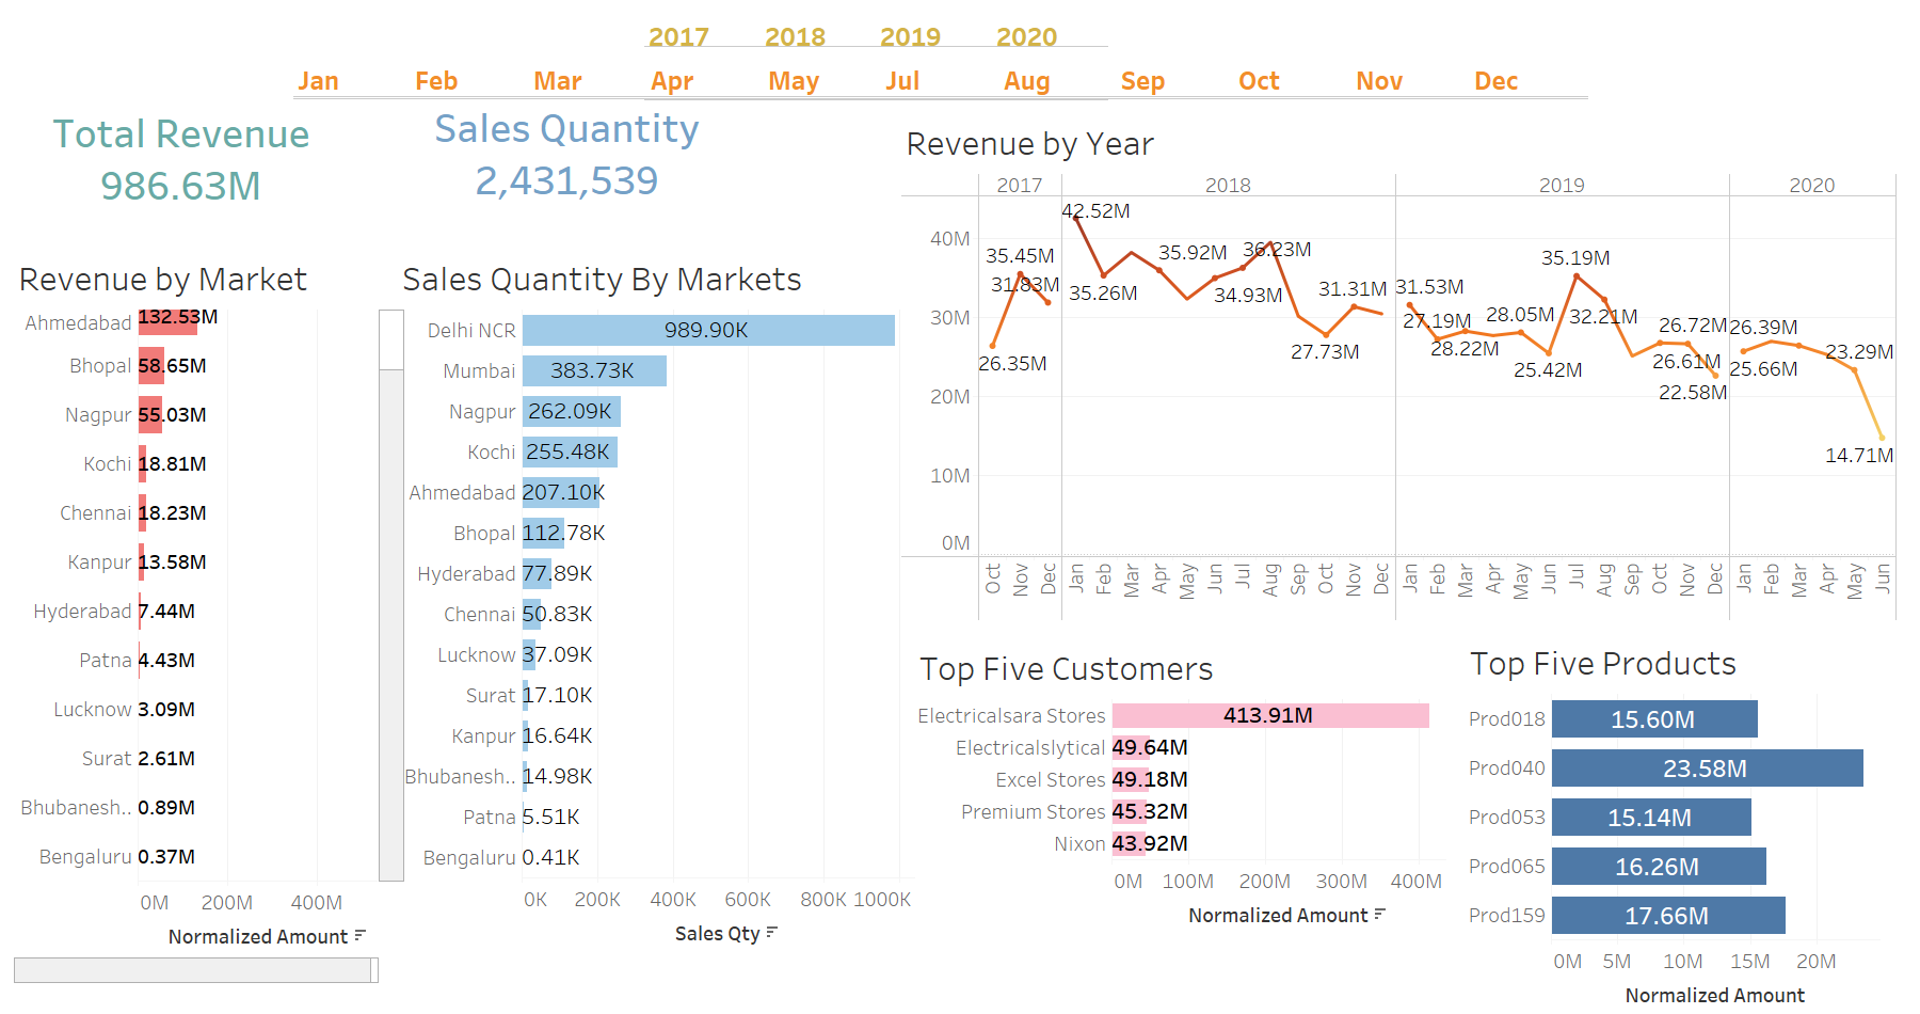 2017 2018 2019 2020
Jan Feb Mar Apr May Jul Aug Sep Oct Nov Dec
Total Revenue
986.63M
Sales Quantity
2,431,539
Revenue by Market
Ahmedabad 132.53M
Bhopal 58.65M
Nagpur 55.03M
Kochi 18.81M
Chennai 18.23M
Kanpur 13.58M
Hyderabad 7.44M
Patna 4.43M
Lucknow 3.09M
Surat 2.61M
Bhubanesh.. 0.89M
Bengaluru 0.37M
0M 200M 400M
Normalized Amount
Sales Quantity By Markets
Delhi NCR 989.90K
Mumbai 383.73K
Nagpur 262.09K
Kochi 255.48K
Ahmedabad 207.10K
Bhopal 112.78K
Hyderabad 77.89K
Chennai 50.83K
Lucknow 37.09K
Surat 17.10K
Kanpur 16.64K
Bhubanesh.. 14.98K
Patna 5.51K
Bengaluru 0.41K
0K 200K 400K 600K 800K 1000K
Sales Qty
Revenue by Year
2017 2018 2019 2020
40M
30M
20M
10M
0M
26.35M 35.45M 31.83M
42.52M 35.26M 35.92M 34.93M 36.23M 27.73M 31.31M
31.53M 27.19M 28.22M 28.05M 25.42M 35.19M 32.21M 26.61M 26.72M 22.58M
25.66M 26.39M 23.29M 14.71M
Oct Nov Dec Jan Feb Mar Apr May Jun Jul Aug Sep Oct Nov Dec Jan Feb Mar Apr May Jun Jul Aug Sep Oct Nov Dec Jan Feb Mar Apr May Jun
Top Five Customers
Electricalsara Stores 413.91M
Electricalslytical 49.64M
Excel Stores 49.18M
Premium Stores 45.32M
Nixon 43.92M
0M 100M 200M 300M 400M
Normalized Amount
Top Five Products
Prod018 15.60M
Prod040 23.58M
Prod053 15.14M
Prod065 16.26M
Prod159 17.66M
0M 5M 10M 15M 20M
Normalized Amount